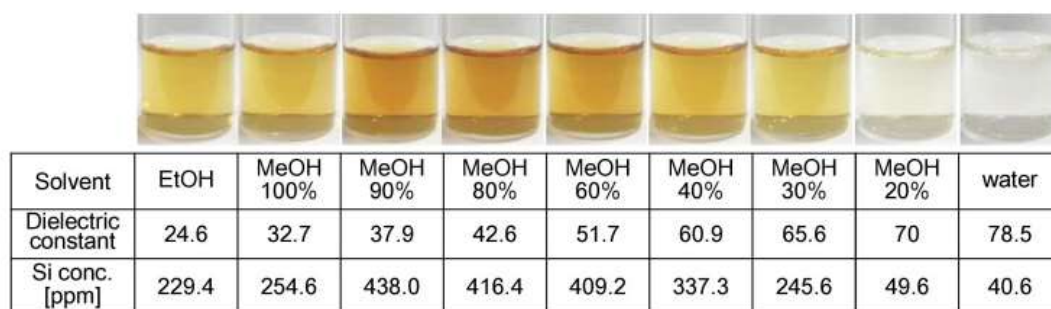 Solvent EtOH MeOH 100% MeOH 90% MeOH 80% MeOH 60% MeOH 40% MeOH 30% MeOH 20% water
Dielectric constant 24.6 32.7 37.9 42.6 51.7 60.9 65.6 70 78.5
Si conc. [ppm] 229.4 254.6 438.0 416.4 409.2 337.3 245.6 49.6 40.6